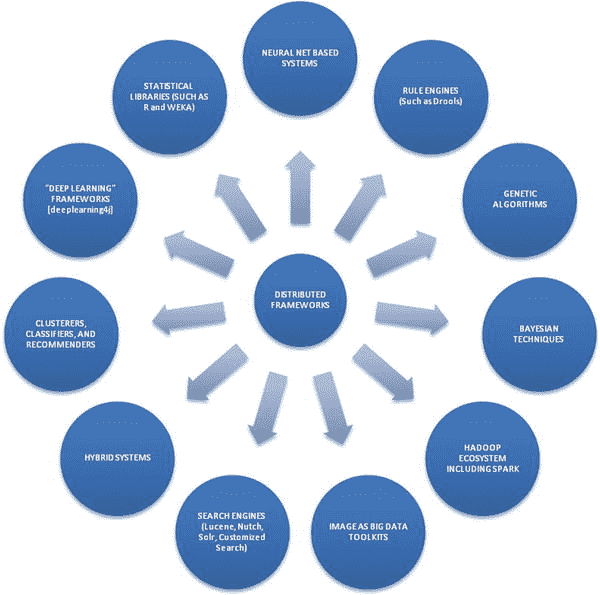 NEURAL NET BASED
SYSTEMS
RULE ENGINES
(Such as Drools)
GENETIC
ALGORITHMS
BAYESIAN
TECHNIQUES
HADOOP
ECOSYSTEM
INCLUDING SPARK
IMAGE AS BIG DATA
TOOLKITS
SEARCH ENGINES
(Lucene, Nutch,
Solr, Customized
Search)
HYBRID SYSTEMS
CLUSTERERS,
CLASSIFIERS, AND
RECOMMENDERS
“DEEP LEARNING”
FRAMEWORKS
[deeplearning4j]
STATISTICAL
LIBRARIES (SUCH AS
R and WEKA)
DISTRIBUTED
FRAMEWORKS